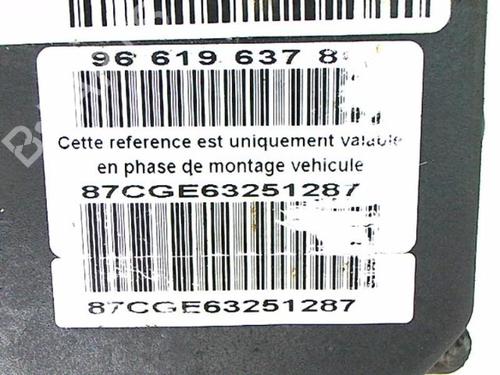 96 619 637 8
Cette reference est uniquement valable
en phase de montage vehicule
87CGE63251287
87CGE63251287